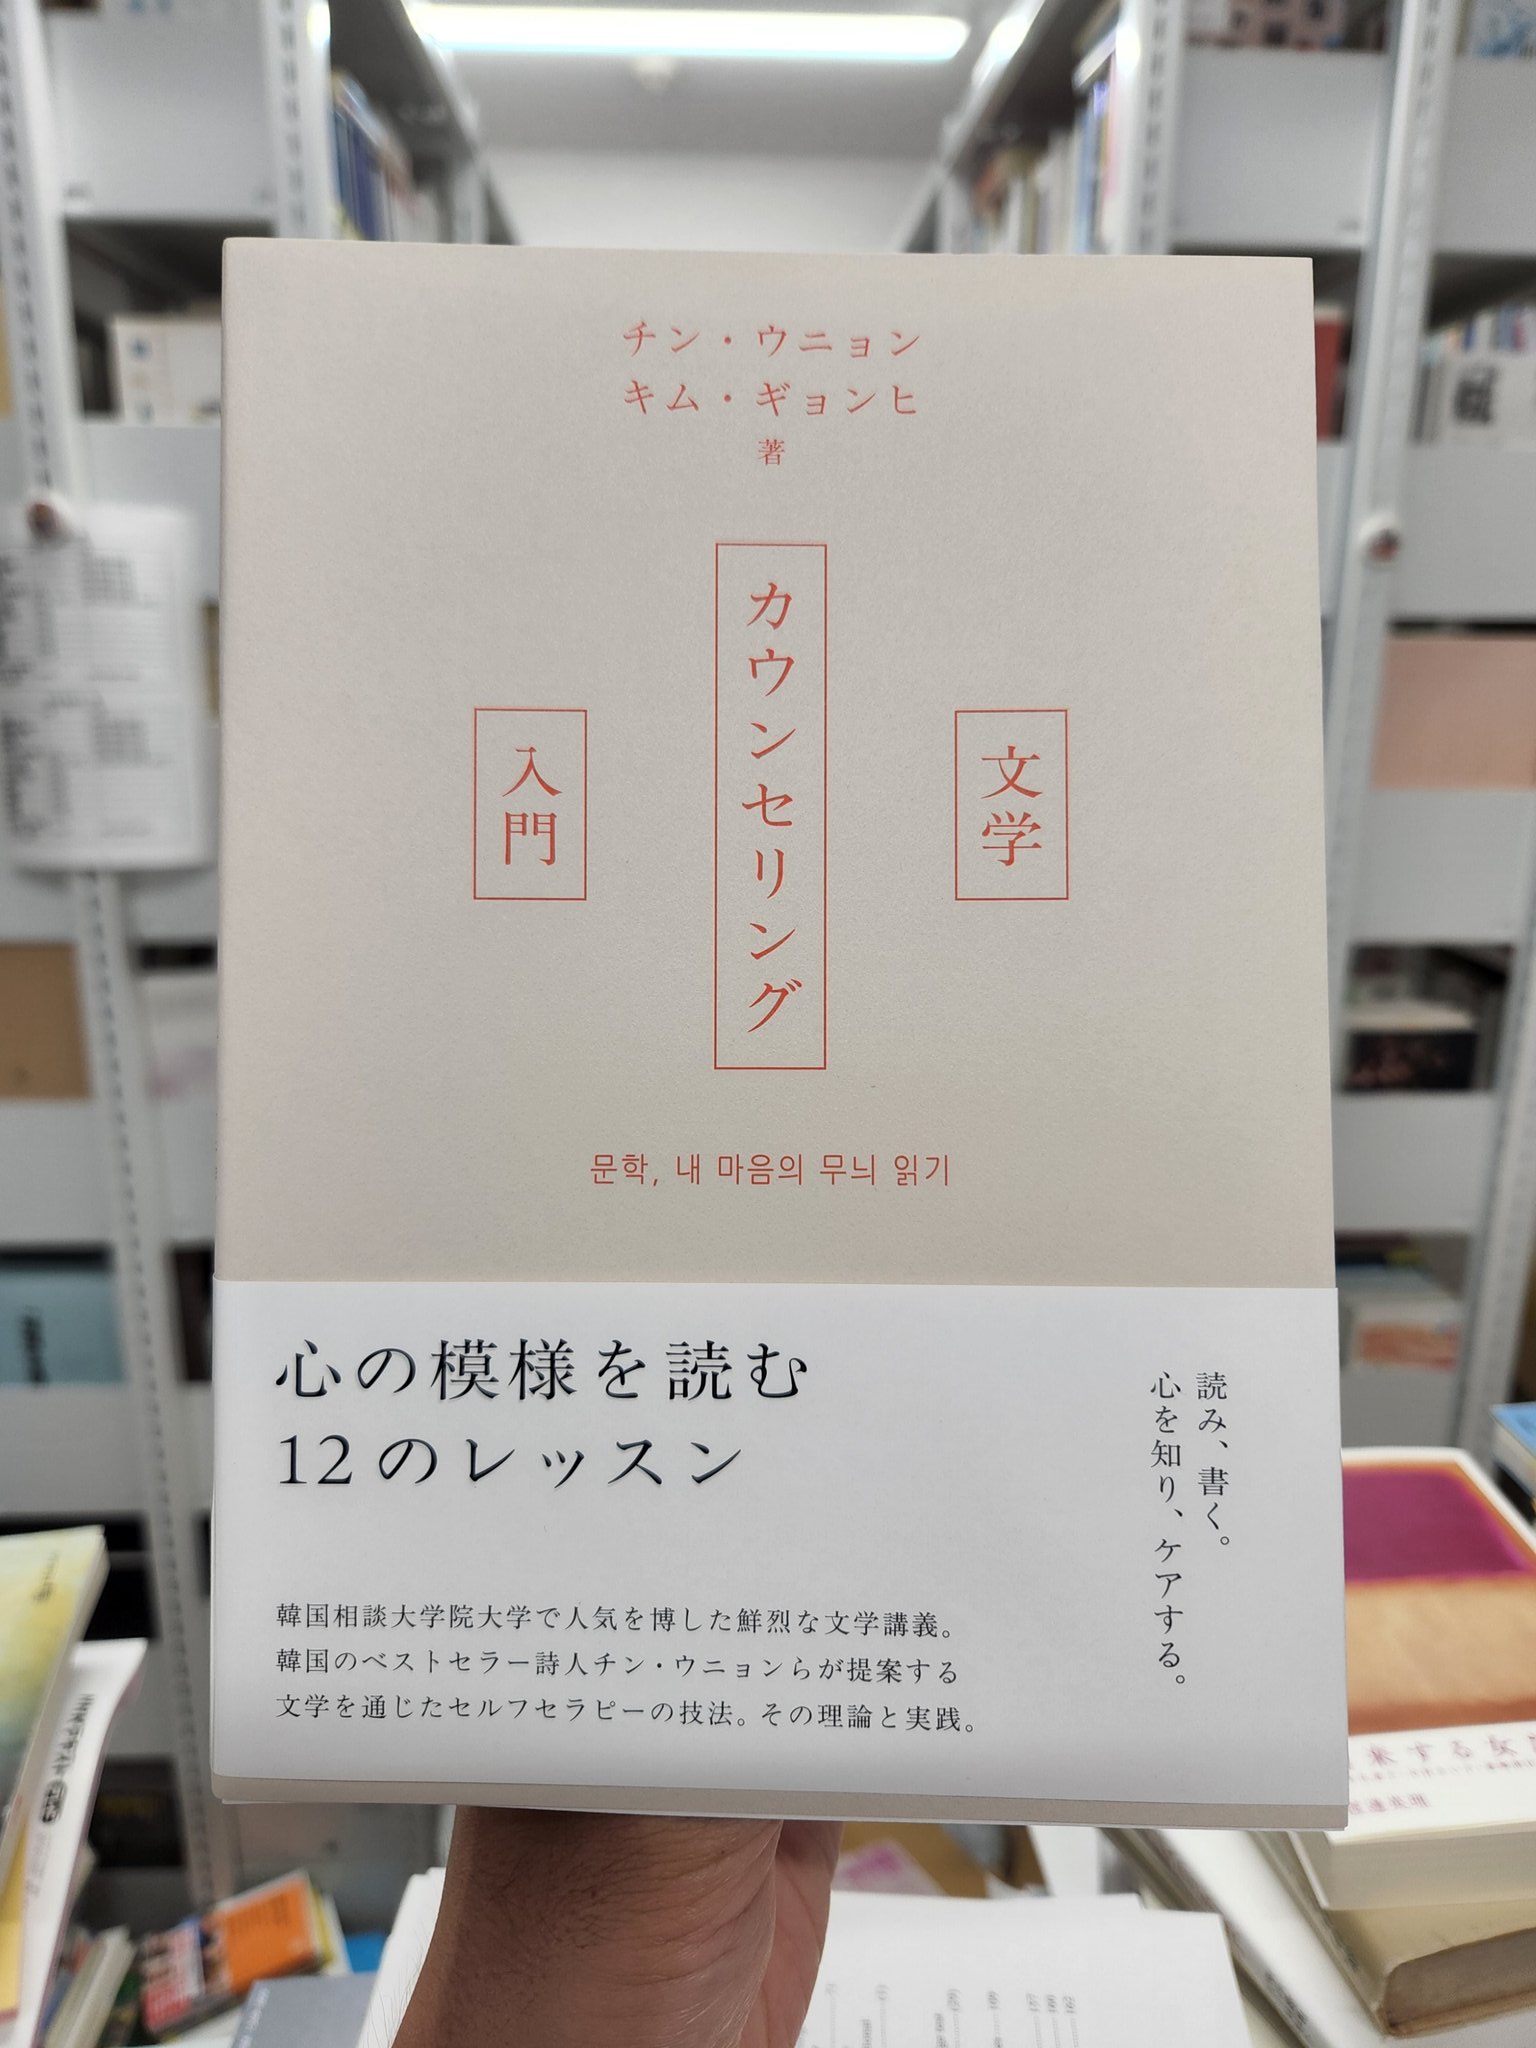 チン・ウニョン
キム・ギョンヒ
著
文学
カウンセリング
入門
문학, 내 마음의 무늬 읽기
心の模様を読む
12のレッスン
読み、書く。
心を知り、ケアする。
韓国相談大学院大学で人気を博した鮮烈な文学講義。
韓国のベストセラー詩人チン・ウニョンらが提案する
文学を通じたセルフセラピーの技法。その理論と実践。